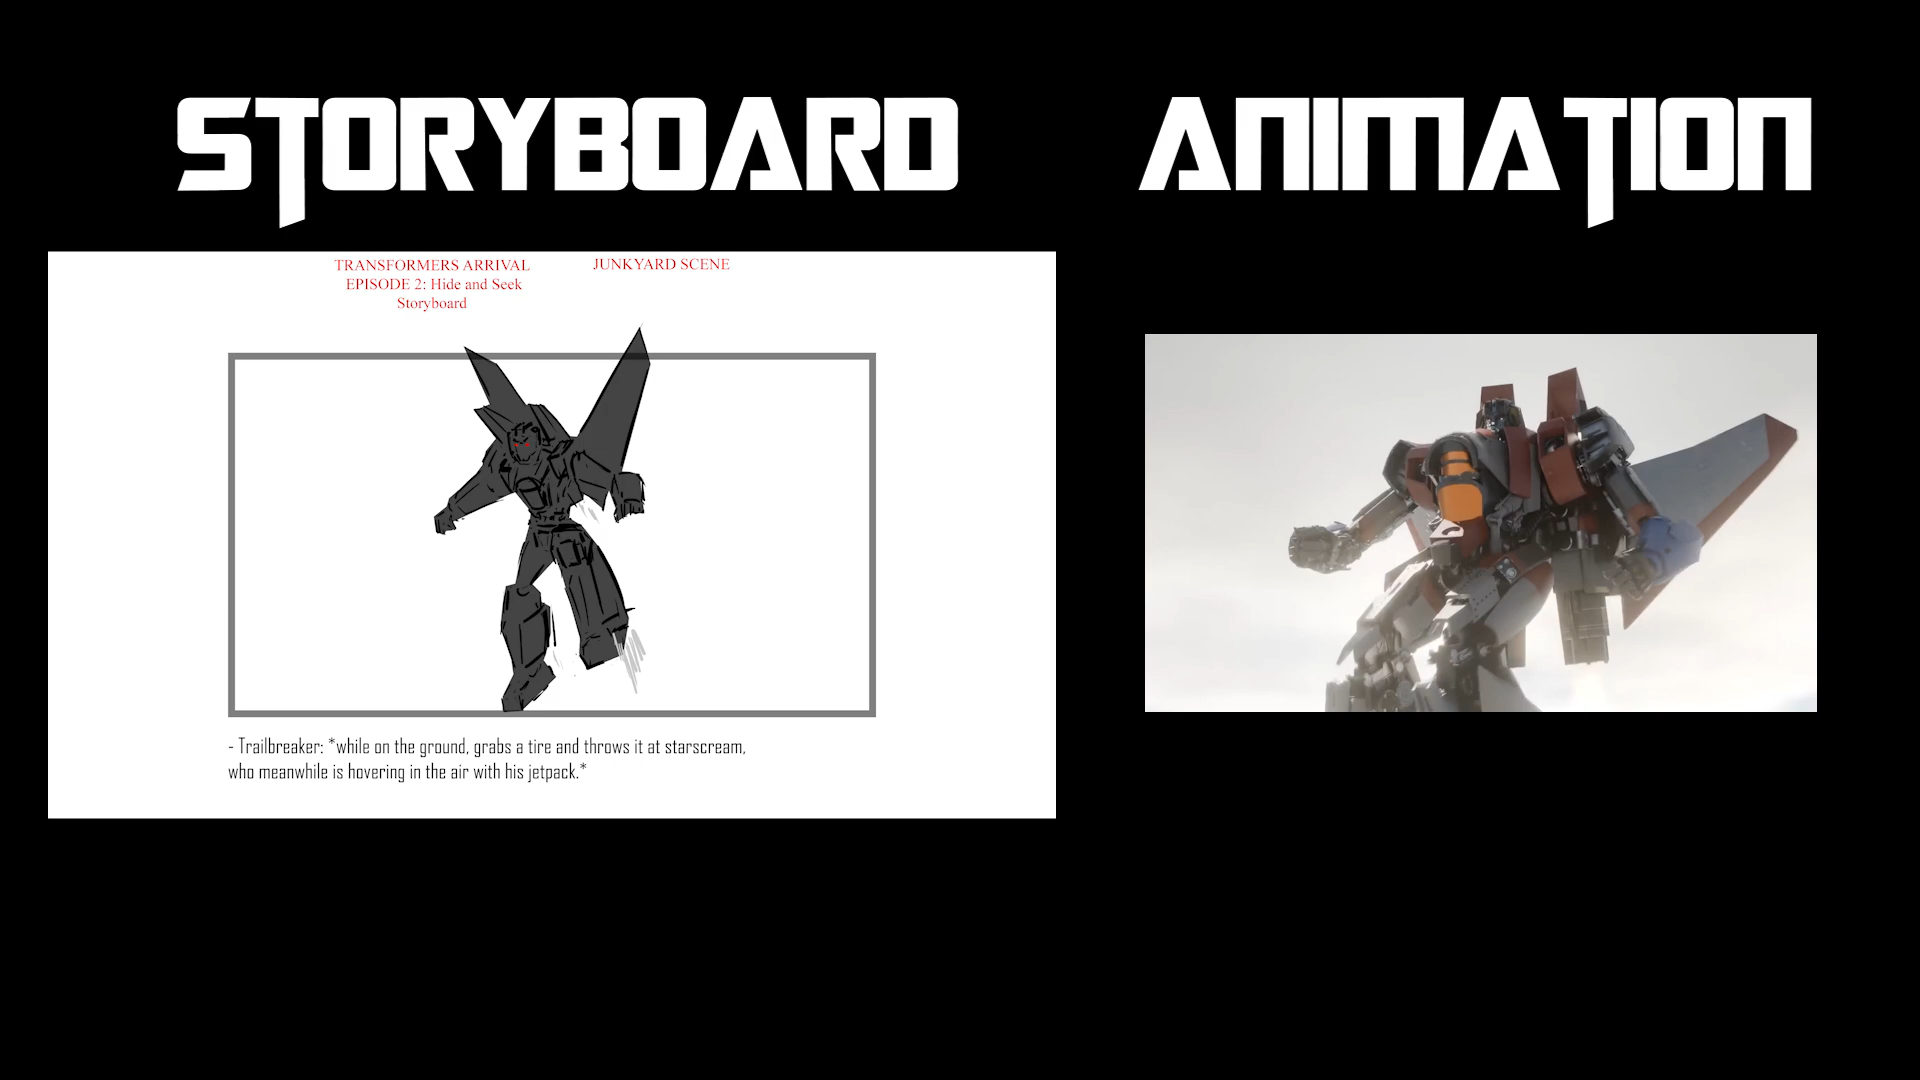 STORYBOARD
ANIMATION
TRANSFORMERS ARRIVAL
EPISODE 2: Hide and Seek
Storyboard
JUNKYARD SCENE
- Trailbreaker: *while on the ground, grabs a tire and throws it at starscream,
who meanwhile is hovering in the air with his jetpack.*